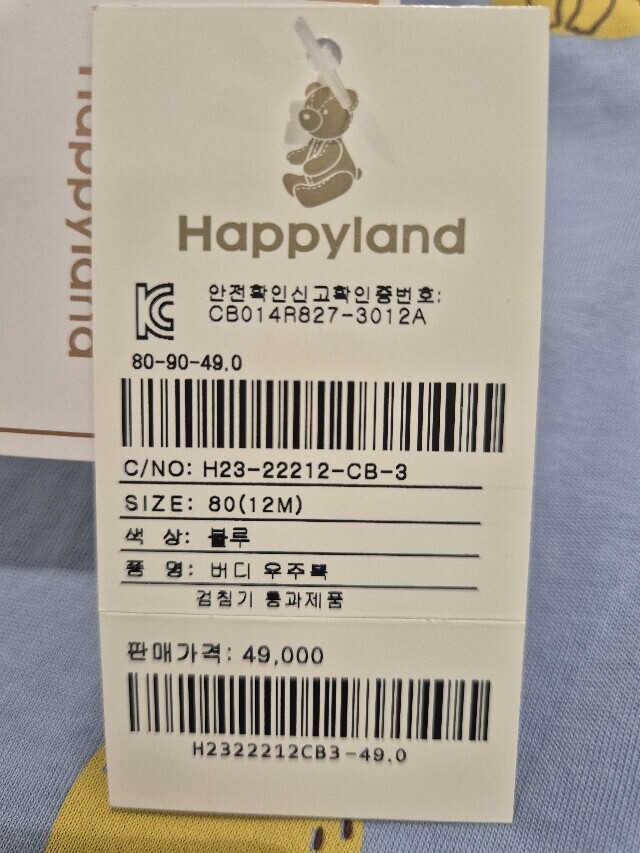 Happyland
Happyland
안전확인신고확인증번호:
CB014R827-3012A
80-90-49.0
C/NO: H23-22212-CB-3
SIZE: 80(12M)
색 상: 블루
품 명: 버디 우주복
검침기 통과제품
판매가격: 49,000
H2322212CB3-49.0